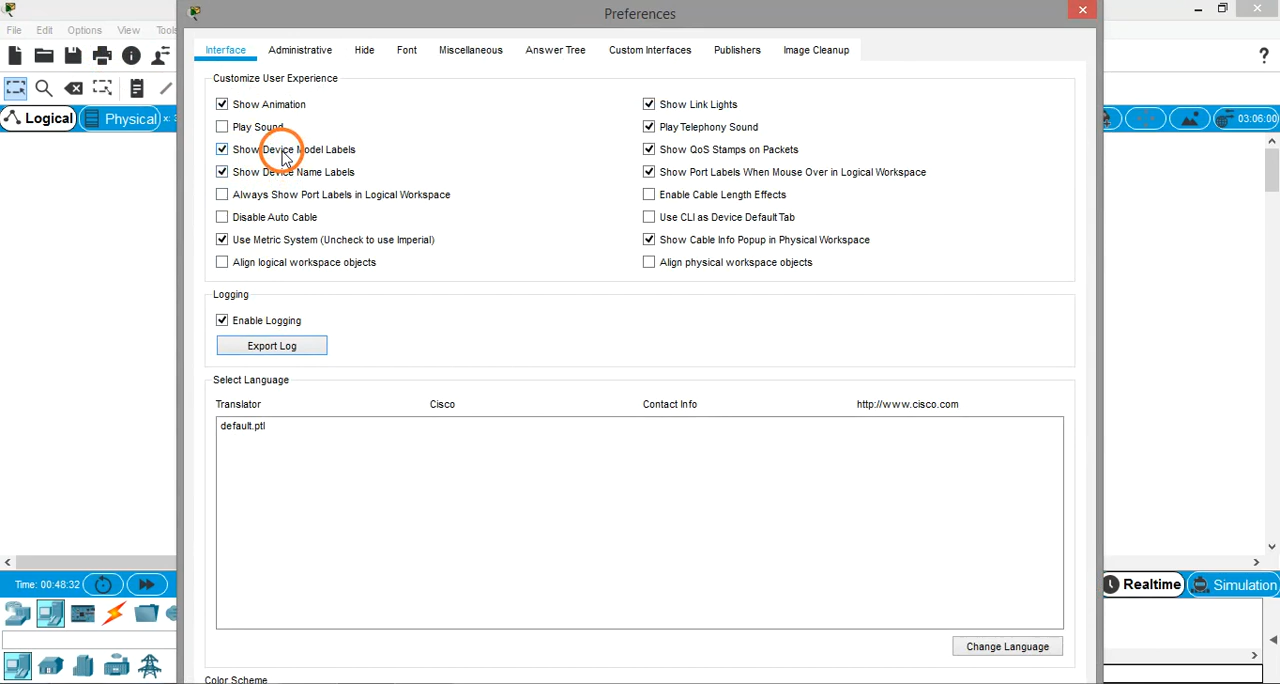 Preferences
File Edit Options View Tools
Interface Administrative Hide Font Miscellaneous Answer Tree Custom Interfaces Publishers Image Cleanup
?
Logical Physical x: 3
03:06:00
Customize User Experience
Show Animation
Play Sound
Show Device Model Labels
Show Device Name Labels
Always Show Port Labels in Logical Workspace
Disable Auto Cable
Use Metric System (Uncheck to use Imperial)
Align logical workspace objects
Show Link Lights
Play Telephony Sound
Show QoS Stamps on Packets
Show Port Labels When Mouse Over in Logical Workspace
Enable Cable Length Effects
Use CLI as Device Default Tab
Show Cable Info Popup in Physical Workspace
Align physical workspace objects
Logging
Enable Logging
Export Log
Select Language
Translator Cisco Contact Info http://www.cisco.com
default.ptl
Change Language
Color Scheme
Time: 00:48:32
Realtime Simulation